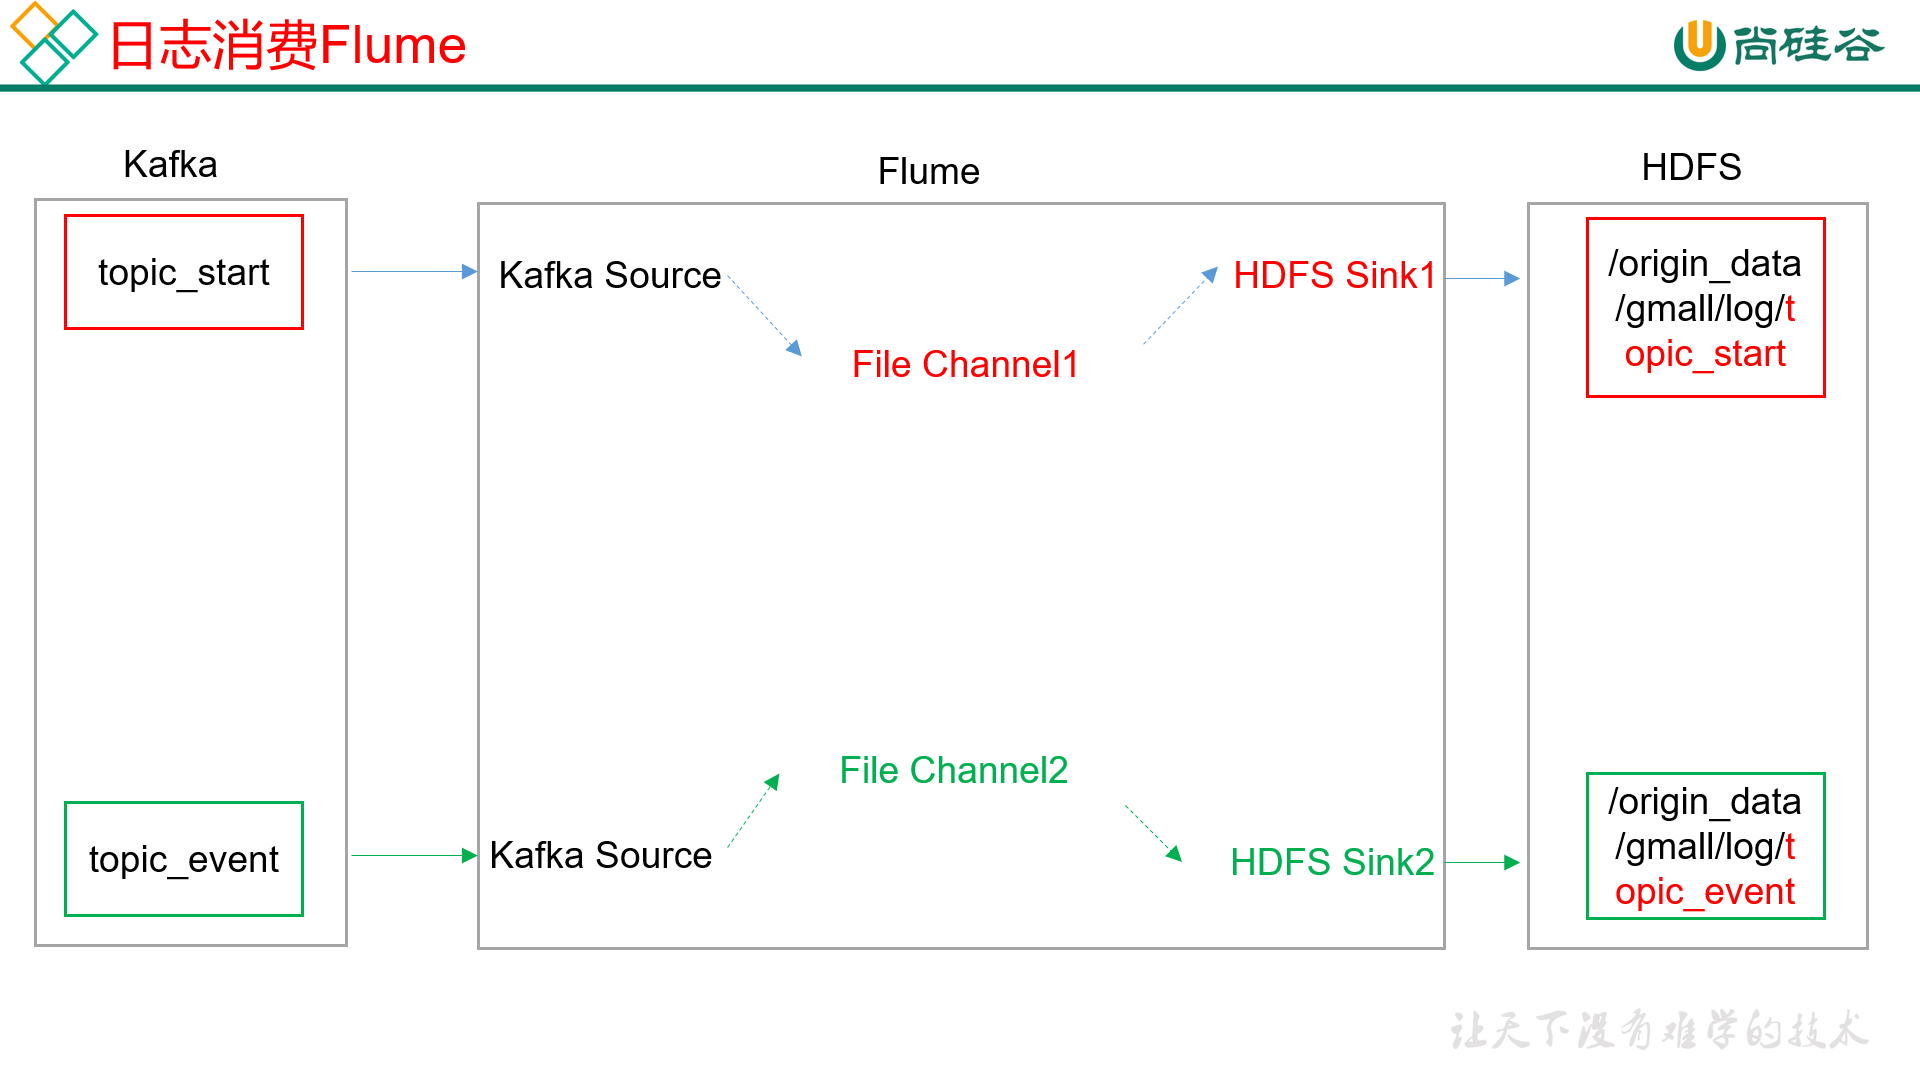 日志消费Flume
尚硅谷
Kafka
topic_start
topic_event
Flume
Kafka Source
File Channel1
HDFS Sink1
Kafka Source
File Channel2
HDFS Sink2
HDFS
/origin_data
/gmall/log/t
opic_start
/origin_data
/gmall/log/t
opic_event
让天下没有难学的技术